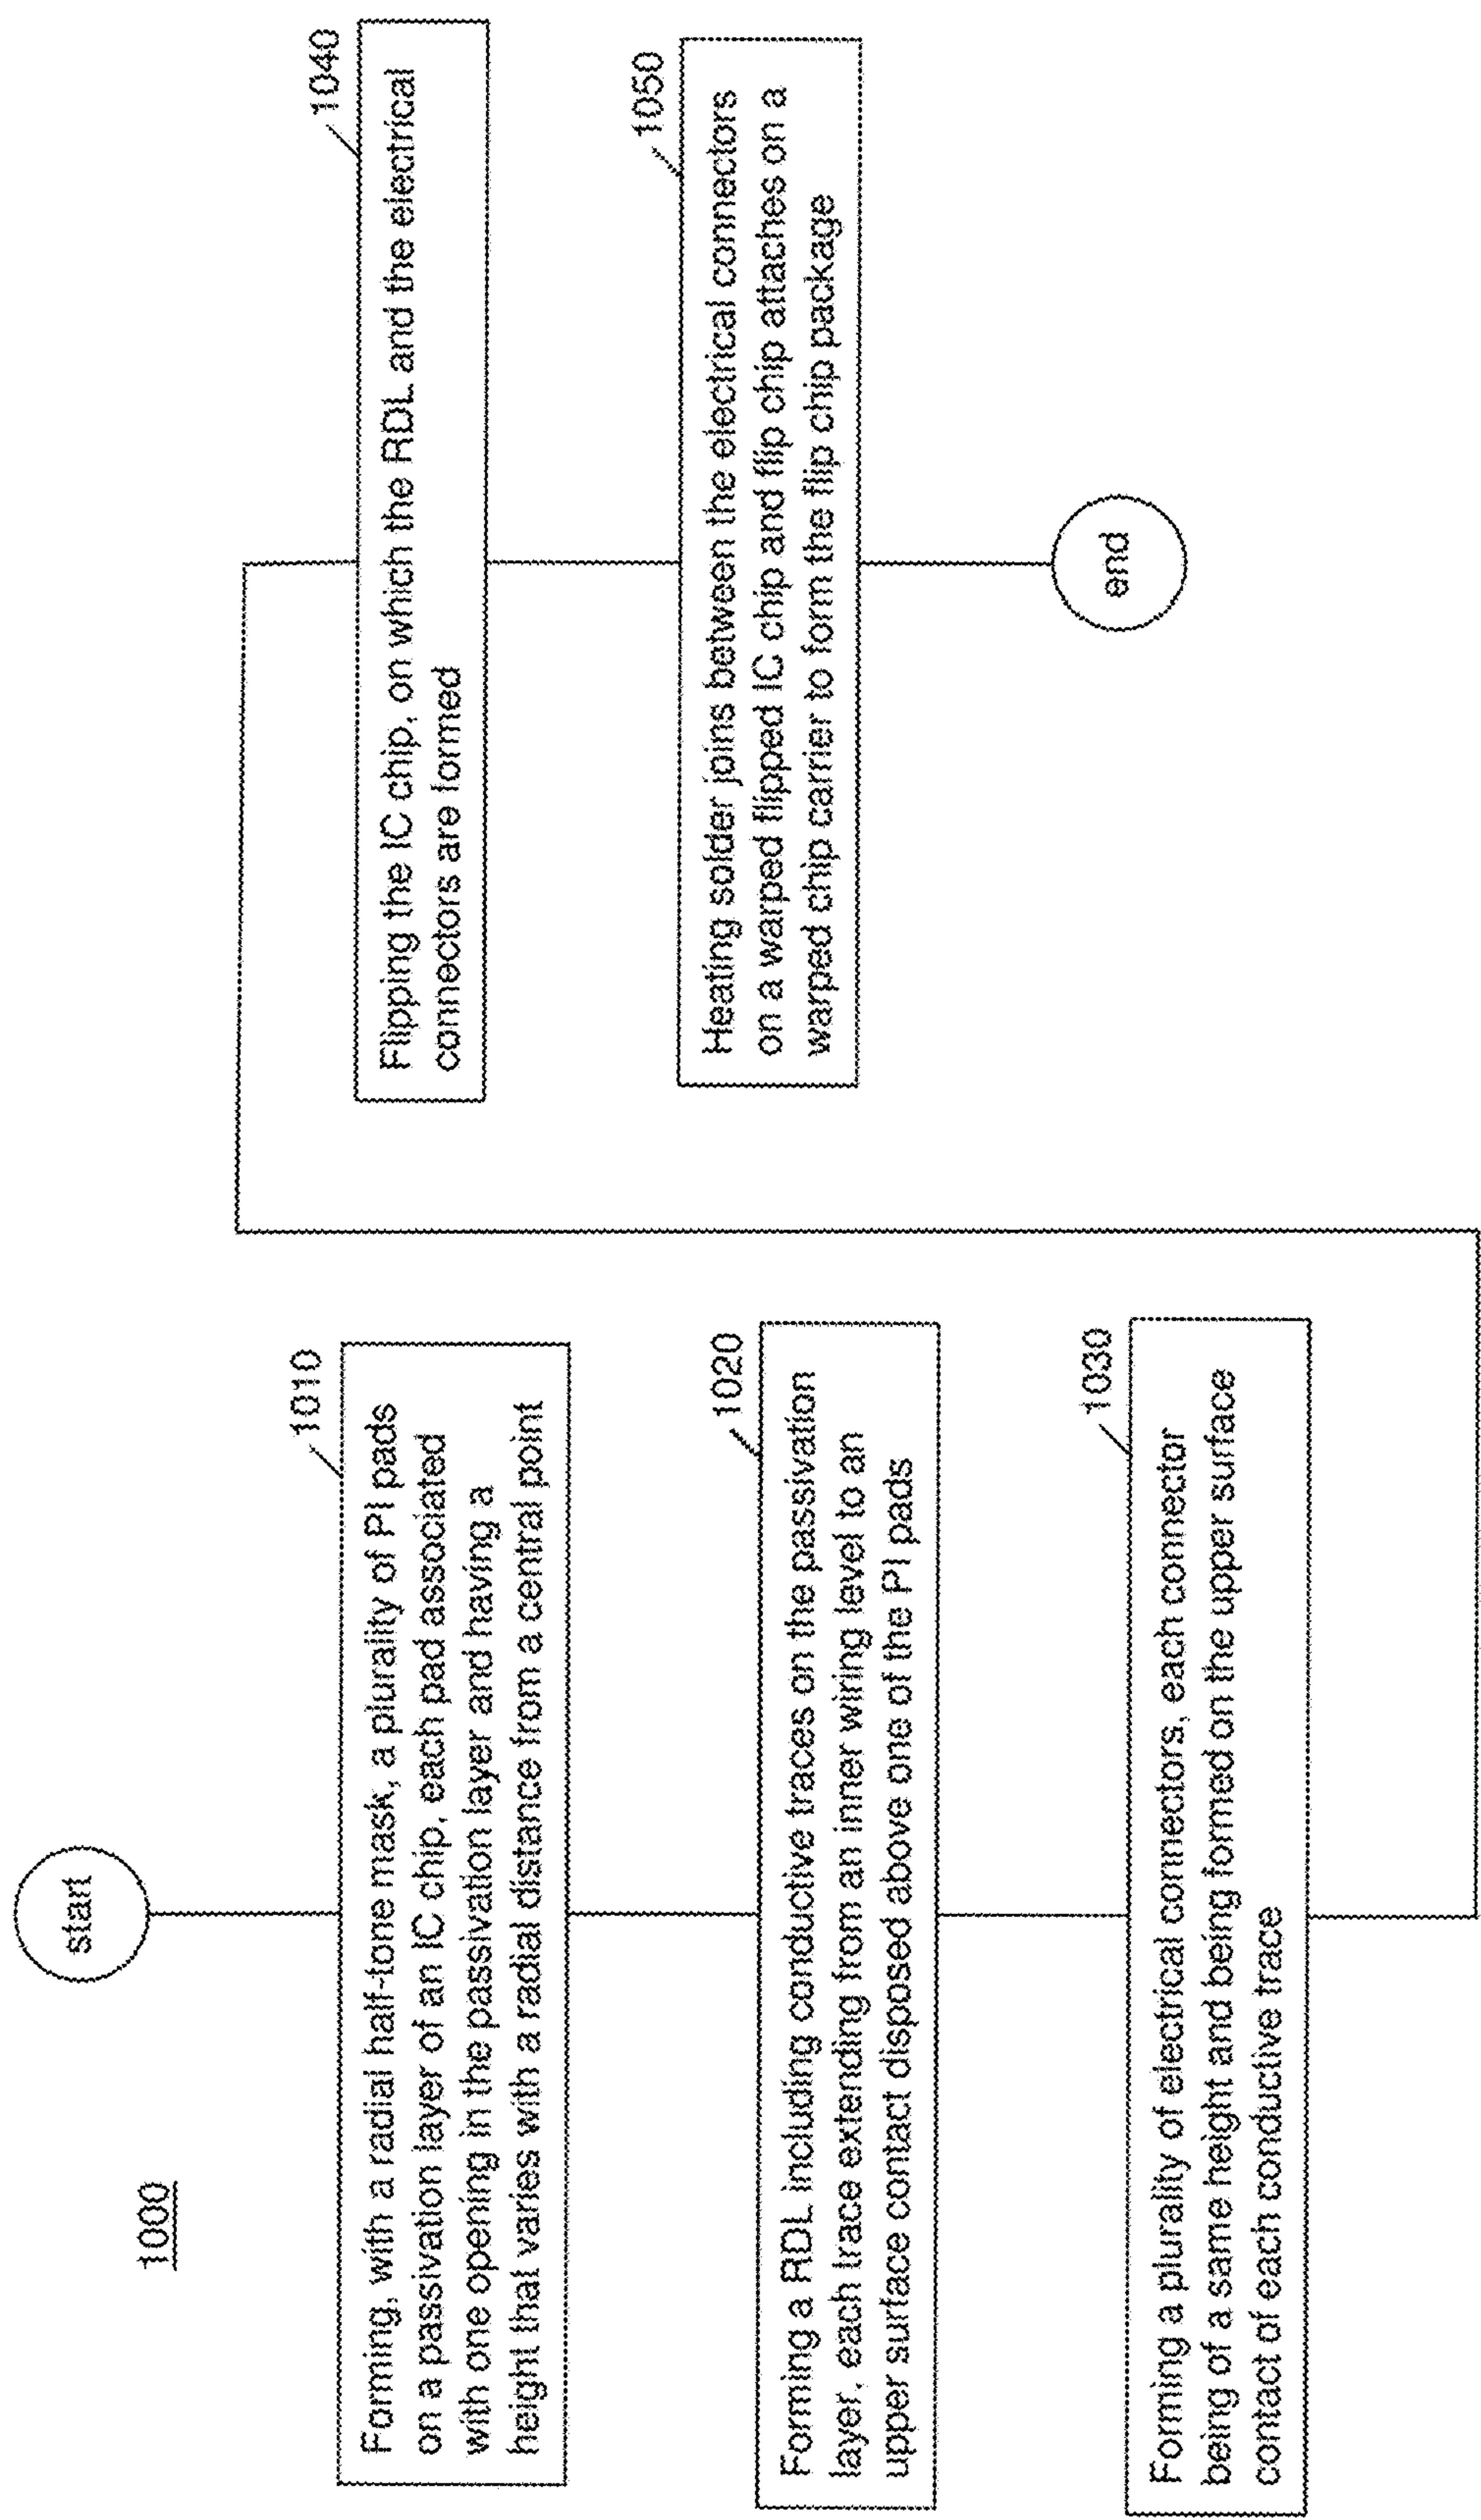 1000
start
1010
Forming, with a radial half-tone mask, a plurality of PI pads
on a passivation layer of an IC chip, each pad associated
with one opening in the passivation layer and having a
height that varies with a radial distance from a central point
1020
Forming a RDL including conductive traces on the passivation
layer, each trace extending from an inner wiring level to an
upper surface contact disposed above one of the PI pads
1030
Forming a plurality of electrical connectors, each connector
being of a same height and being formed on the upper surface
contact of each conductive trace
1040
Flipping the IC chip, on which the RDL and the electrical
connectors are formed
1050
Heating solder joins between the electrical connectors
on a warped flipped IC chip and flip chip attaches on a
warped chip carrier to form the flip chip package
end